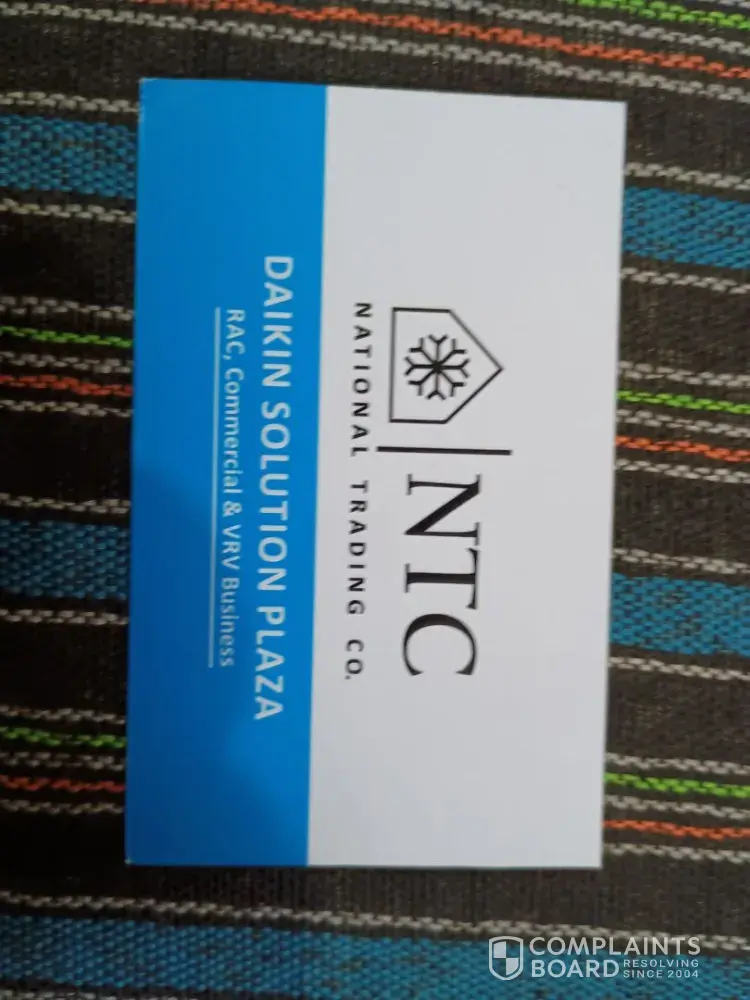 NTC
NATIONAL TRADING CO.
DAIKIN SOLUTION PLAZA
RAC, Commercial & VRV Business
COMPLAINTS
BOARD RESOLVING
SINCE 2004